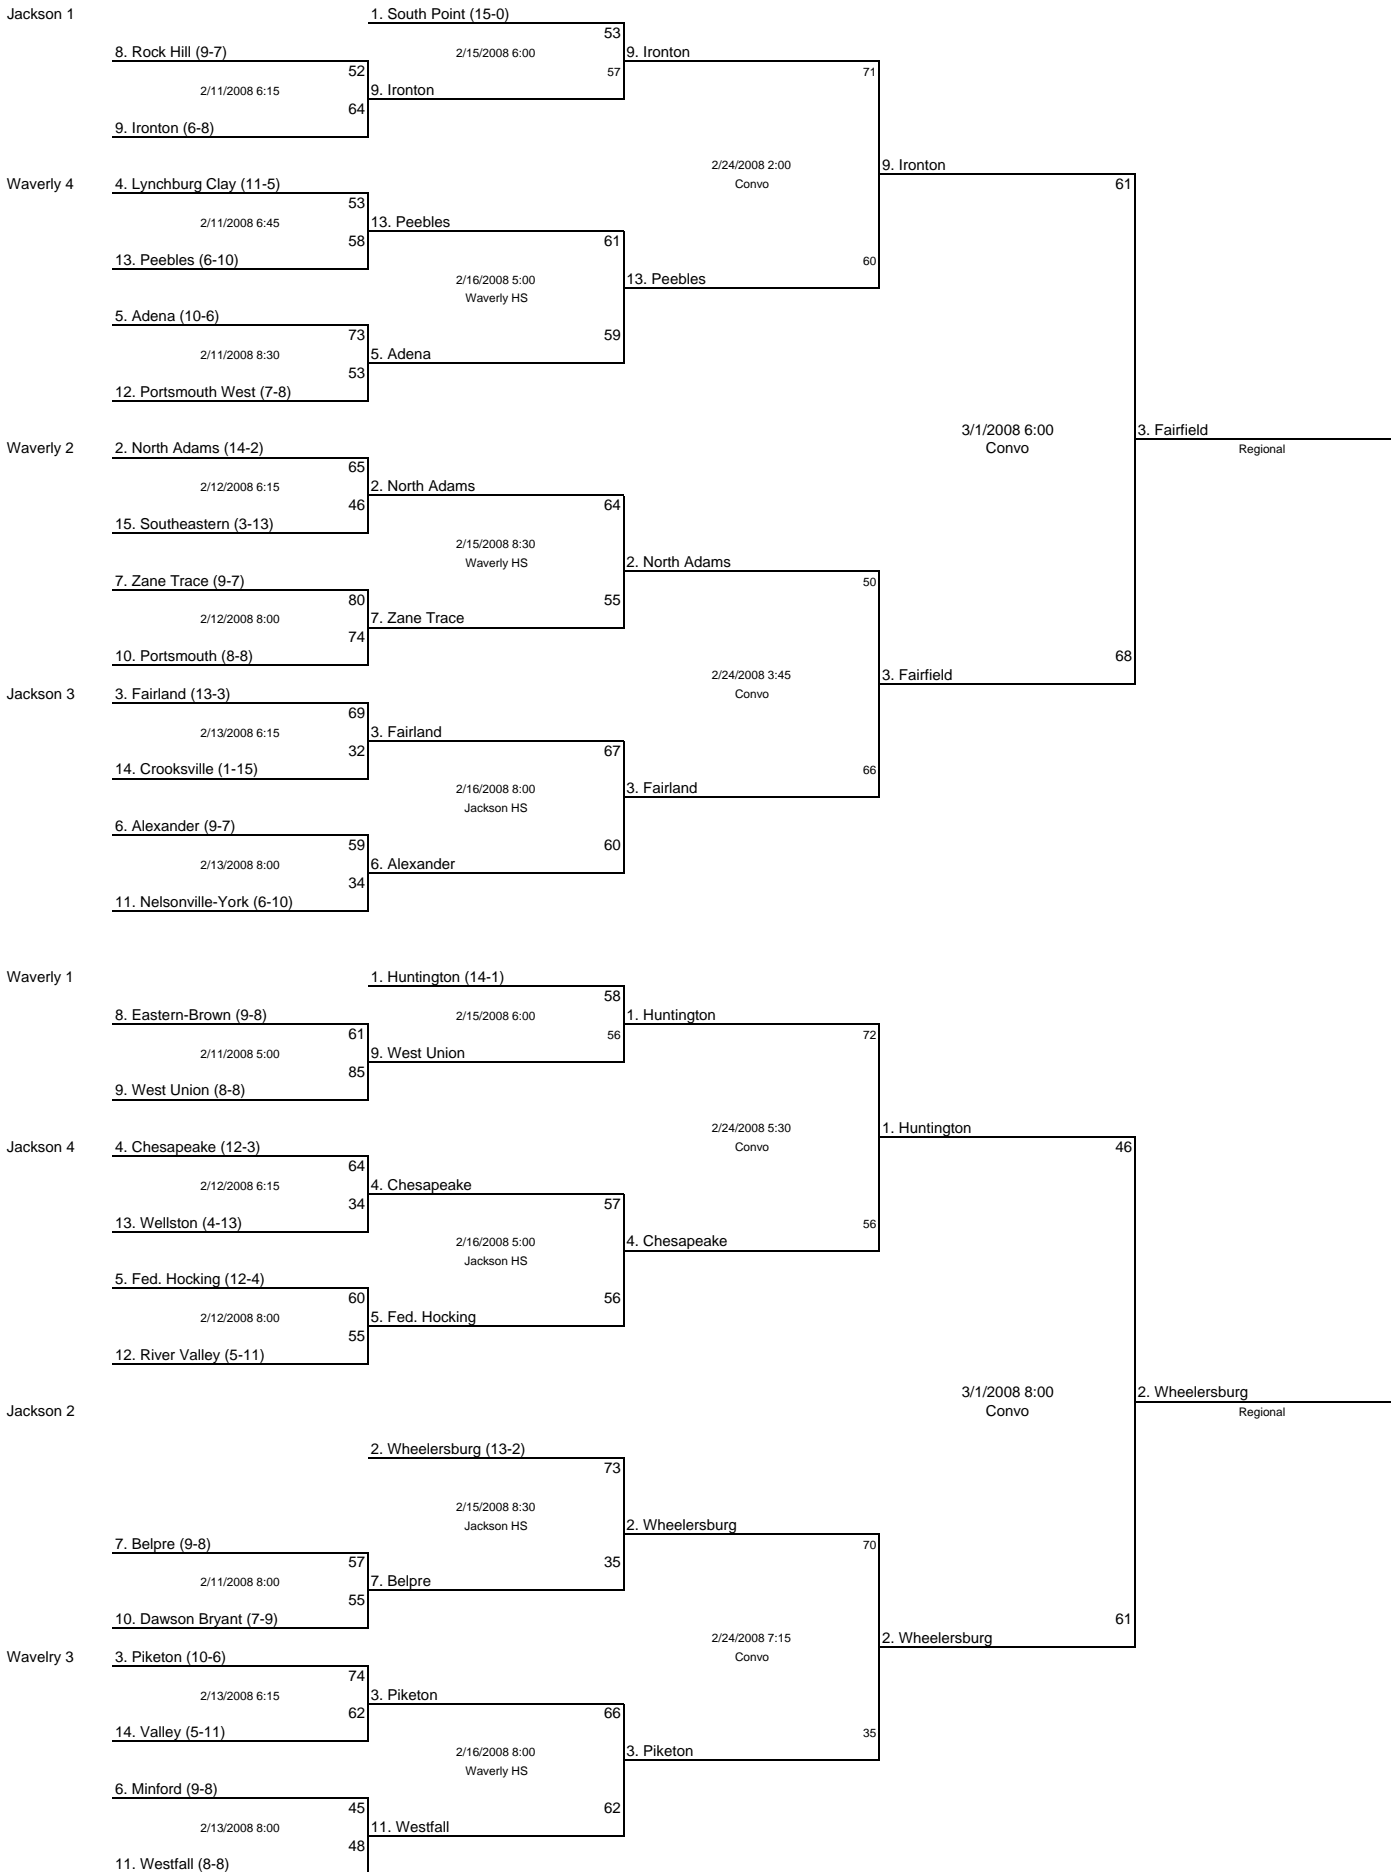 Jackson 1
1. South Point (15-0)
53
8. Rock Hill (9-7)
2/15/2008 6:00
9. Ironton
52
57
71
2/11/2008 6:15
9. Ironton
64
9. Ironton (6-8)
2/24/2008 2:00
9. Ironton
Waverly 4
4. Lynchburg Clay (11-5)
Convo
61
53
2/11/2008 6:45
13. Peebles
58
61
13. Peebles (6-10)
60
2/16/2008 5:00
13. Peebles
Waverly HS
5. Adena (10-6)
73
59
2/11/2008 8:30
5. Adena
53
12. Portsmouth West (7-8)
3/1/2008 6:00
3. Fairfield
Waverly 2
2. North Adams (14-2)
Convo
Regional
65
2/12/2008 6:15
2. North Adams
46
64
15. Southeastern (3-13)
2/15/2008 8:30
Waverly HS
2. North Adams
7. Zane Trace (9-7)
50
80
55
2/12/2008 8:00
7. Zane Trace
74
10. Portsmouth (8-8)
68
2/24/2008 3:45
3. Fairfield
Jackson 3
3. Fairland (13-3)
Convo
69
2/13/2008 6:15
3. Fairland
32
67
14. Crooksville (1-15)
66
2/16/2008 8:00
3. Fairland
Jackson HS
6. Alexander (9-7)
59
60
2/13/2008 8:00
6. Alexander
34
11. Nelsonville-York (6-10)
Waverly 1
1. Huntington (14-1)
58
8. Eastern-Brown (9-8)
2/15/2008 6:00
1. Huntington
61
56
72
2/11/2008 5:00
9. West Union
85
9. West Union (8-8)
2/24/2008 5:30
1. Huntington
Jackson 4
4. Chesapeake (12-3)
Convo
46
64
2/12/2008 6:15
4. Chesapeake
34
57
13. Wellston (4-13)
56
2/16/2008 5:00
4. Chesapeake
Jackson HS
5. Fed. Hocking (12-4)
60
56
2/12/2008 8:00
5. Fed. Hocking
55
12. River Valley (5-11)
3/1/2008 8:00
2. Wheelersburg
Jackson 2
Convo
Regional
2. Wheelersburg (13-2)
73
2/15/2008 8:30
Jackson HS
2. Wheelersburg
7. Belpre (9-8)
70
57
35
2/11/2008 8:00
7. Belpre
55
10. Dawson Bryant (7-9)
61
2/24/2008 7:15
2. Wheelersburg
Wavelry 3
3. Piketon (10-6)
Convo
74
2/13/2008 6:15
3. Piketon
62
66
14. Valley (5-11)
35
2/16/2008 8:00
3. Piketon
Waverly HS
6. Minford (9-8)
45
62
2/13/2008 8:00
11. Westfall
48
11. Westfall (8-8)